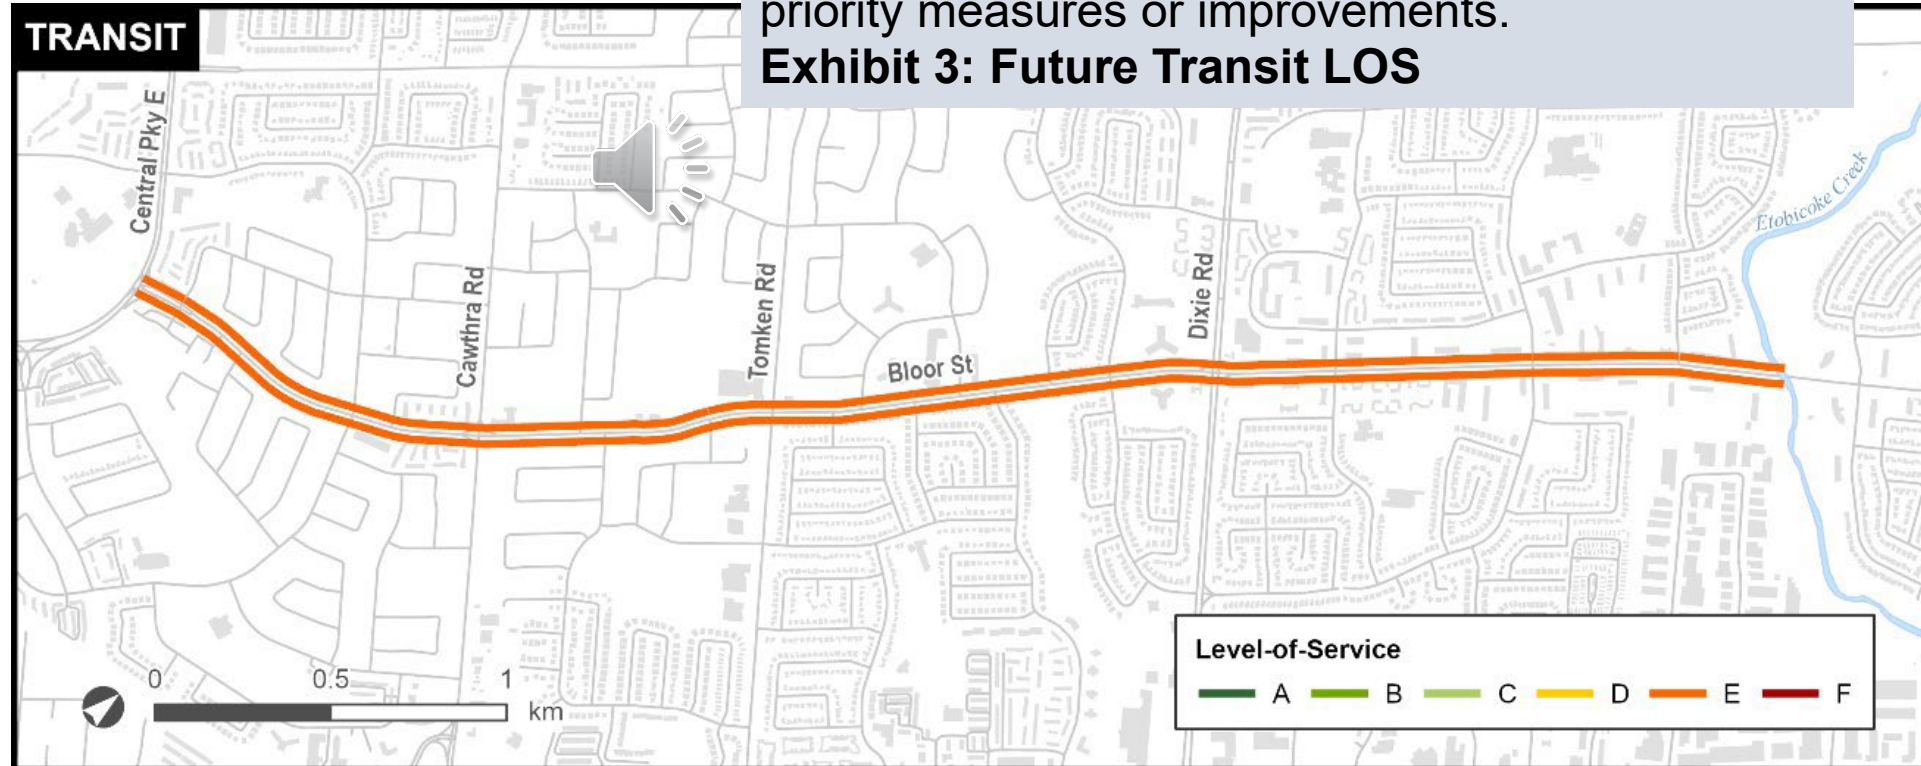 TRANSIT
priority measures or improvements.
Exhibit 3: Future Transit LOS
Central Pky E
Cawthra Rd
Tomken Rd
Bloor St
Dixie Rd
Etobicoke Creek
0 0.5 1
km
Level-of-Service
A B C D E F